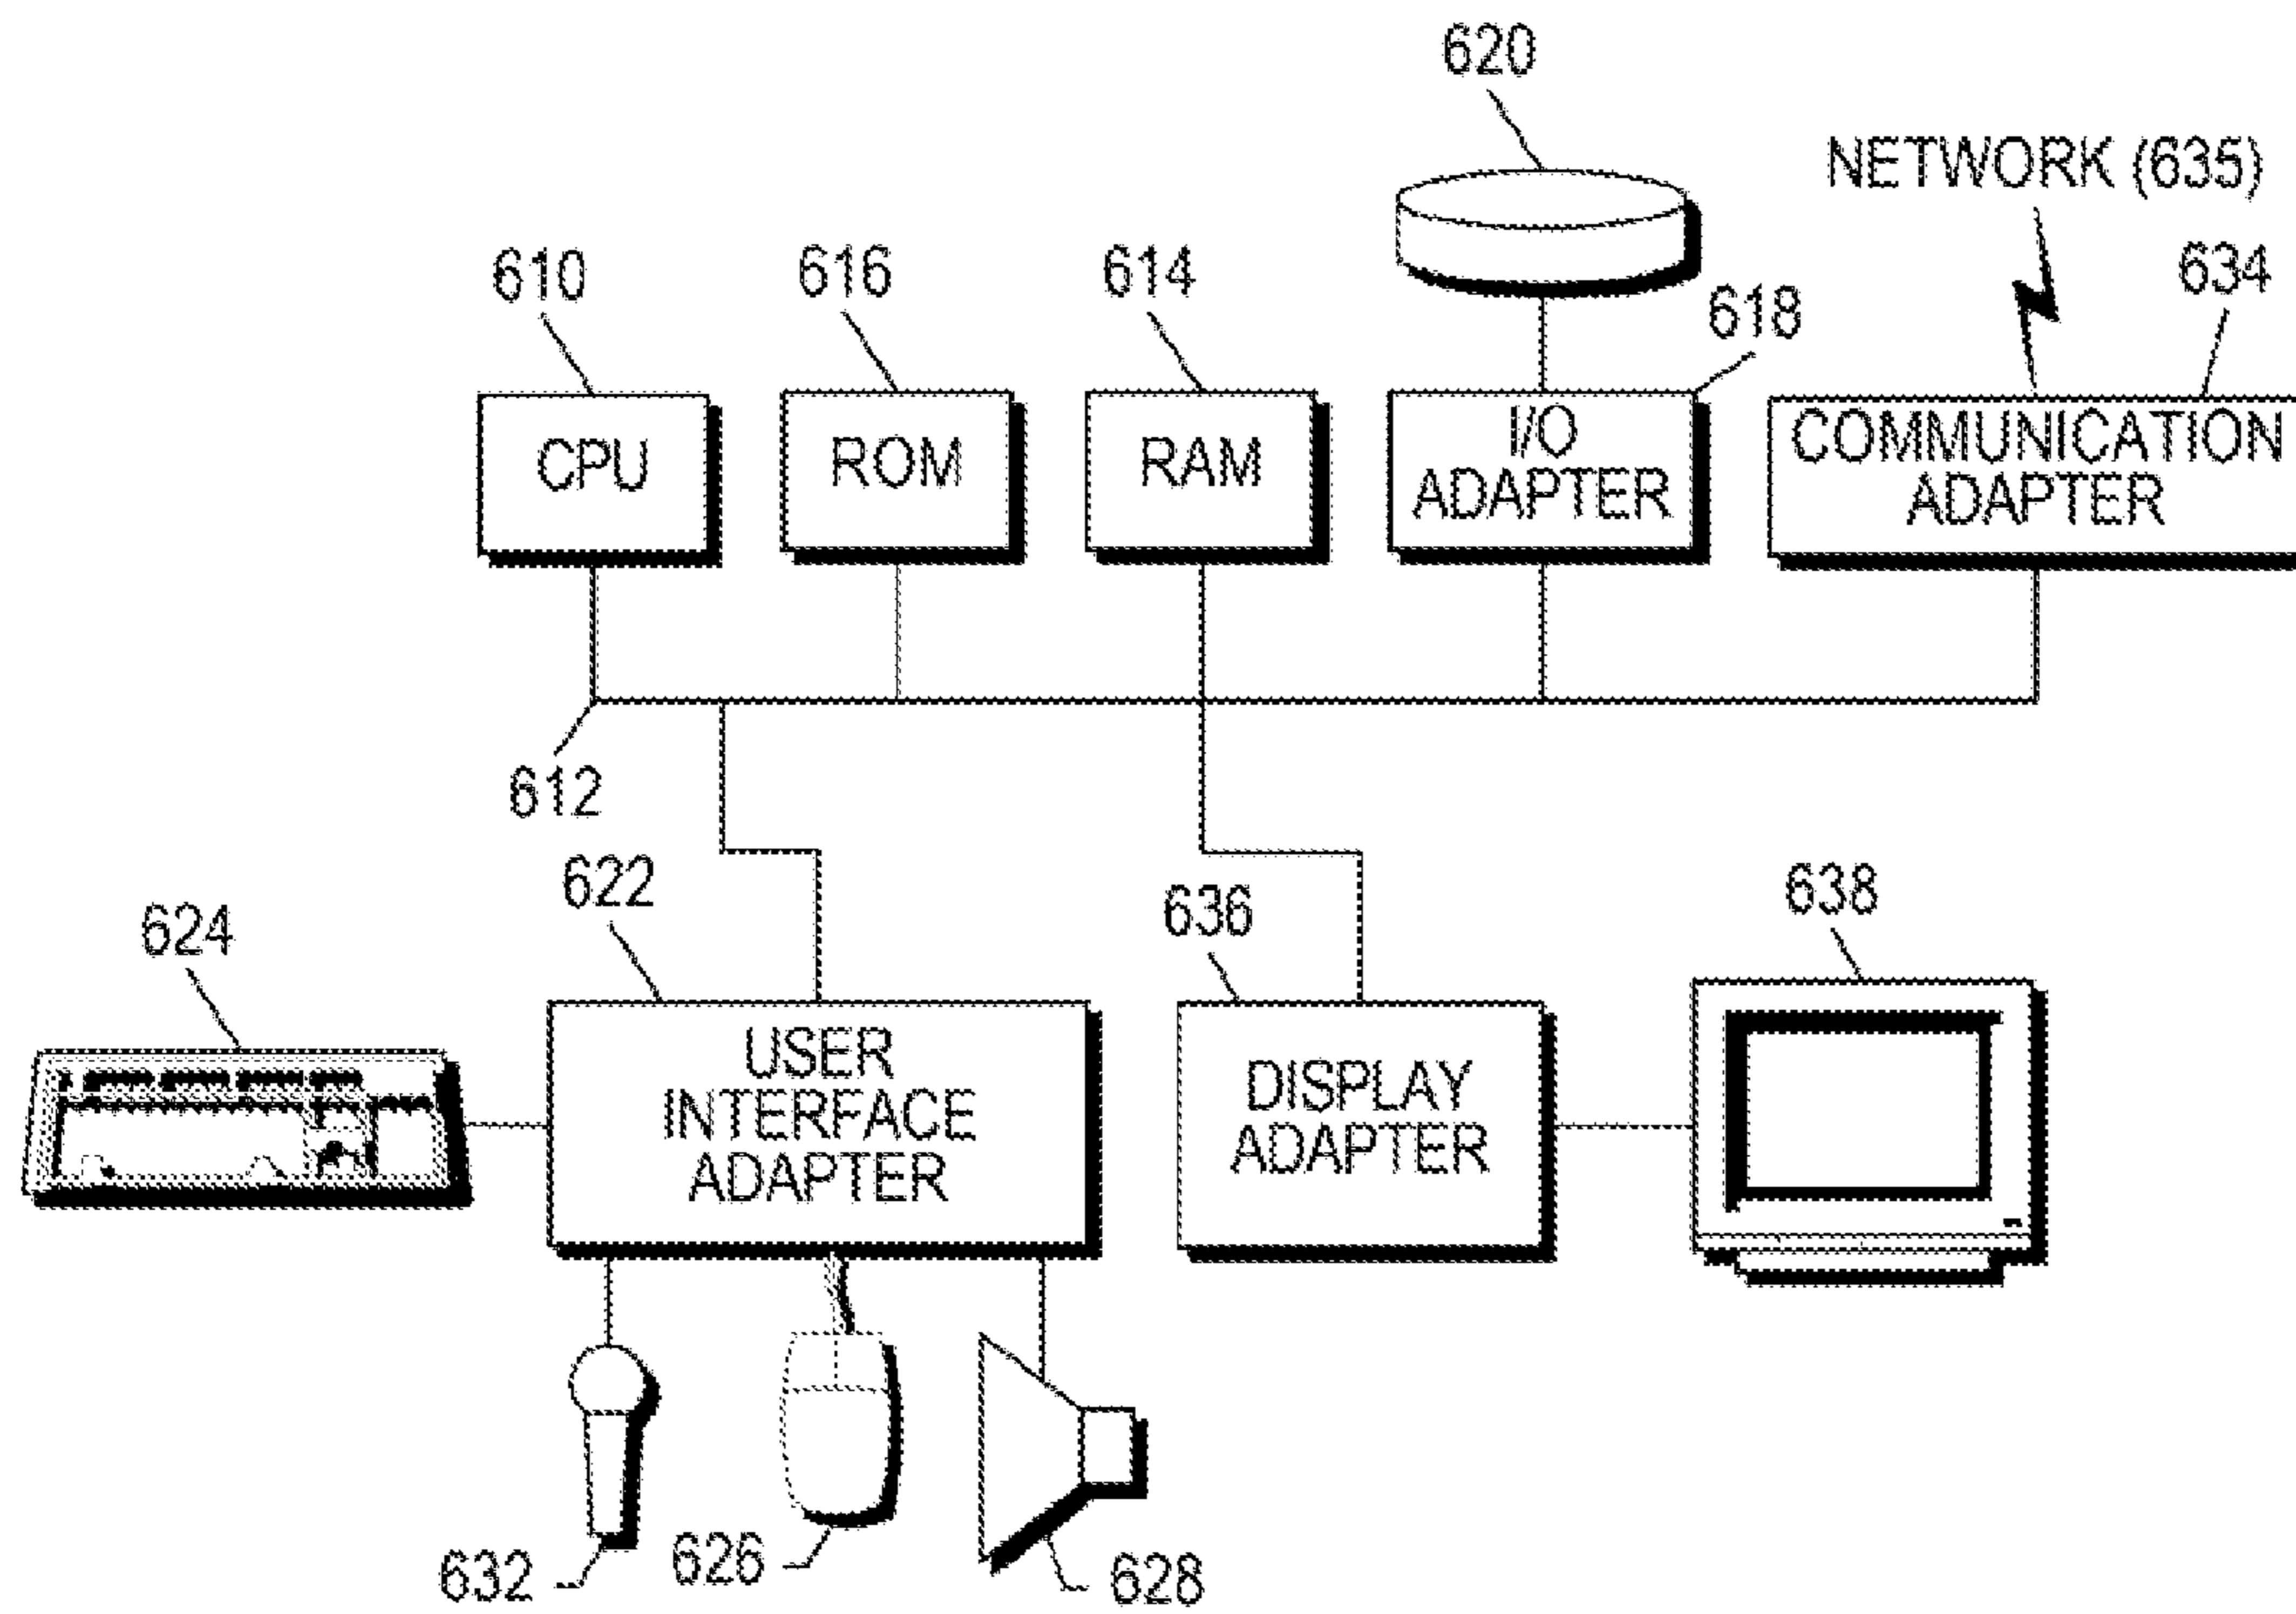 620
NETWORK (635)
610
616
614
618
634
CPU
ROM
RAM
I/O
ADAPTER
COMMUNICATION
ADAPTER
612
622
636
638
624
USER
INTERFACE
ADAPTER
DISPLAY
ADAPTER
632
626
628